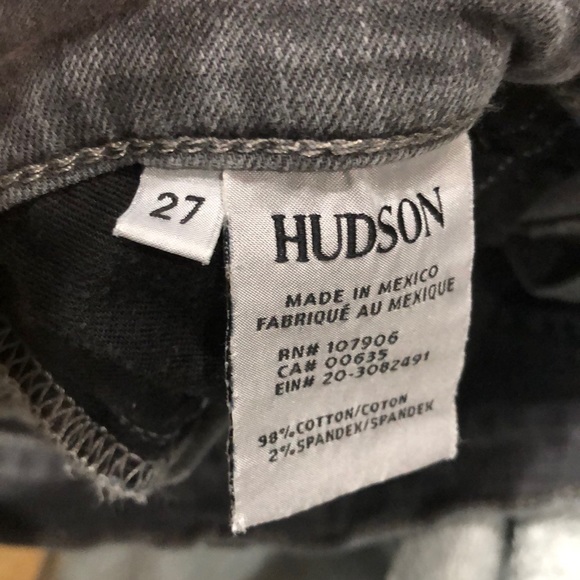 27
HUDSON
MADE IN MEXICO
FABRIQUÉ AU MEXIQUE
RN# 107906
CA# 00635
EIN# 20-3082491
98% COTTON/COTON
2% SPANDEX/SPANDEX